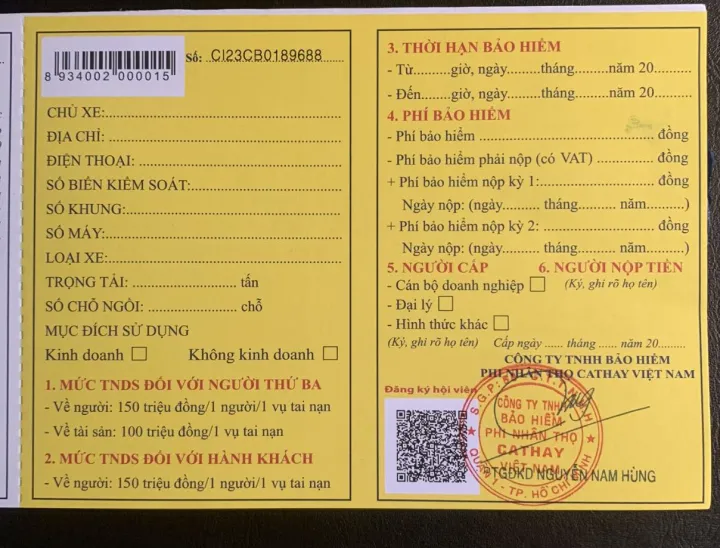 Số: CI23CB0189688
8 934002 000015
CHỦ XE:
ĐỊA CHỈ:
ĐIỆN THOẠI:
SỐ BIỂN KIỂM SOÁT:
SỐ KHUNG:
SỐ MÁY:
LOẠI XE:
TRỌNG TẢI: tấn
SỐ CHỖ NGỒI: chỗ
MỤC ĐÍCH SỬ DỤNG
Kinh doanh □ Không kinh doanh □
1. MỨC TNDS ĐỐI VỚI NGƯỜI THỨ BA
- Về người: 150 triệu đồng/1 người/1 vụ tai nạn
- Về tài sản: 100 triệu đồng/1 vụ tai nạn
2. MỨC TNDS ĐỐI VỚI HÀNH KHÁCH
- Về người: 150 triệu đồng/1 người/1 vụ tai nạn
3. THỜI HẠN BẢO HIỂM
- Từ.........giờ, ngày.........tháng.........năm 20.........
- Đến.......giờ, ngày.........tháng.........năm 20.........
4. PHÍ BẢO HIỂM
- Phí bảo hiểm ............ đồng
- Phí bảo hiểm phải nộp (có VAT) ............ đồng
+ Phí bảo hiểm nộp kỳ 1:............ đồng
Ngày nộp: (ngày......... tháng ......... năm.........)
+ Phí bảo hiểm nộp kỳ 2: ............ đồng
Ngày nộp: (ngày......... tháng ......... năm.........)
5. NGƯỜI CẤP 6. NGƯỜI NỘP TIỀN
- Cán bộ doanh nghiệp □ (Ký, ghi rõ họ tên)
- Đại lý □
- Hình thức khác □
(Ký, ghi rõ họ tên) Cấp ngày ...... tháng ...... năm 20.........
CÔNG TY TNHH BẢO HIỂM
PHI NHÂN THỌ CATHAY VIỆT NAM
Đăng ký hội viên
CÔNG TY TNHH
BẢO HIỂM
PHI NHÂN THỌ
CATHAY
VIỆT NAM
QUẬN 1 - TP. HỒ CHÍ MINH
PTGĐKD NGUYỄN NAM HÙNG